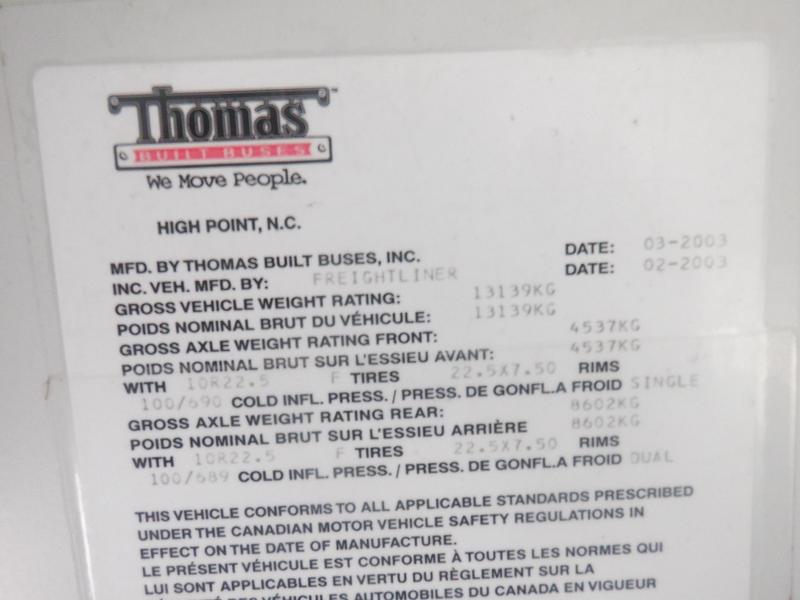 Thomas™
BUILT BUSES
We Move People.
HIGH POINT, N.C.
MFD. BY THOMAS BUILT BUSES, INC. DATE: 03-2003
INC. VEH. MFD. BY: FREIGHTLINER DATE: 02-2003
GROSS VEHICLE WEIGHT RATING: 13139KG
POIDS NOMINAL BRUT DU VÉHICULE: 13139KG
GROSS AXLE WEIGHT RATING FRONT: 4537KG
POIDS NOMINAL BRUT SUR L'ESSIEU AVANT: 4537KG
WITH 10R22.5 F TIRES 22.5X7.50 RIMS
100/690 COLD INFL. PRESS. / PRESS. DE GONFL.A FROID SINGLE
GROSS AXLE WEIGHT RATING REAR: 8602KG
POIDS NOMINAL BRUT SUR L'ESSIEU ARRIÈRE 8602KG
WITH 10R22.5 F TIRES 22.5X7.50 RIMS
100/689 COLD INFL. PRESS. / PRESS. DE GONFL.A FROID DUAL
THIS VEHICLE CONFORMS TO ALL APPLICABLE STANDARDS PRESCRIBED
UNDER THE CANADIAN MOTOR VEHICLE SAFETY REGULATIONS IN
EFFECT ON THE DATE OF MANUFACTURE.
LE PRÉSENT VÉHICULE EST CONFORME À TOUTES LES NORMES QUI
LUI SONT APPLICABLES EN VERTU DU RÈGLEMENT SUR LA
DES VÉHICULES AUTOMOBILES DU CANADA EN VIGUEUR